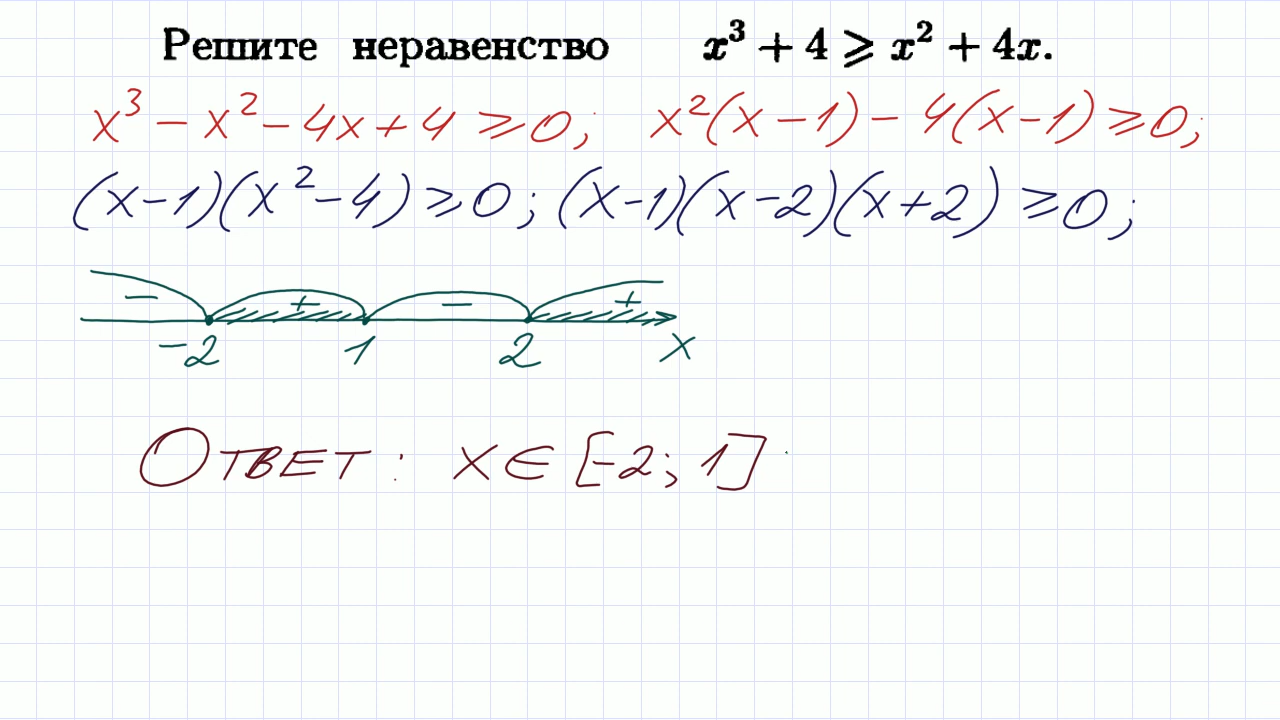 Решите неравенство x³ + 4 ⩾ x² + 4x.
x³ − x² − 4x + 4 ⩾ 0; x²(x − 1) − 4(x − 1) ⩾ 0;
(x − 1)(x² − 4) ⩾ 0; (x − 1)(x − 2)(x + 2) ⩾ 0;
− + − +
−2 1 2 x
Ответ: x ∈ [−2; 1]